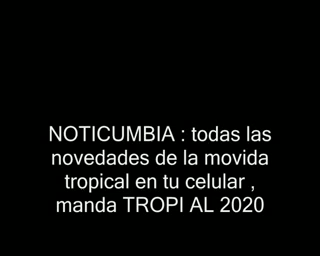 NOTICUMBIA : todas las
novedades de la movida
tropical en tu celular ,
manda TROPI AL 2020